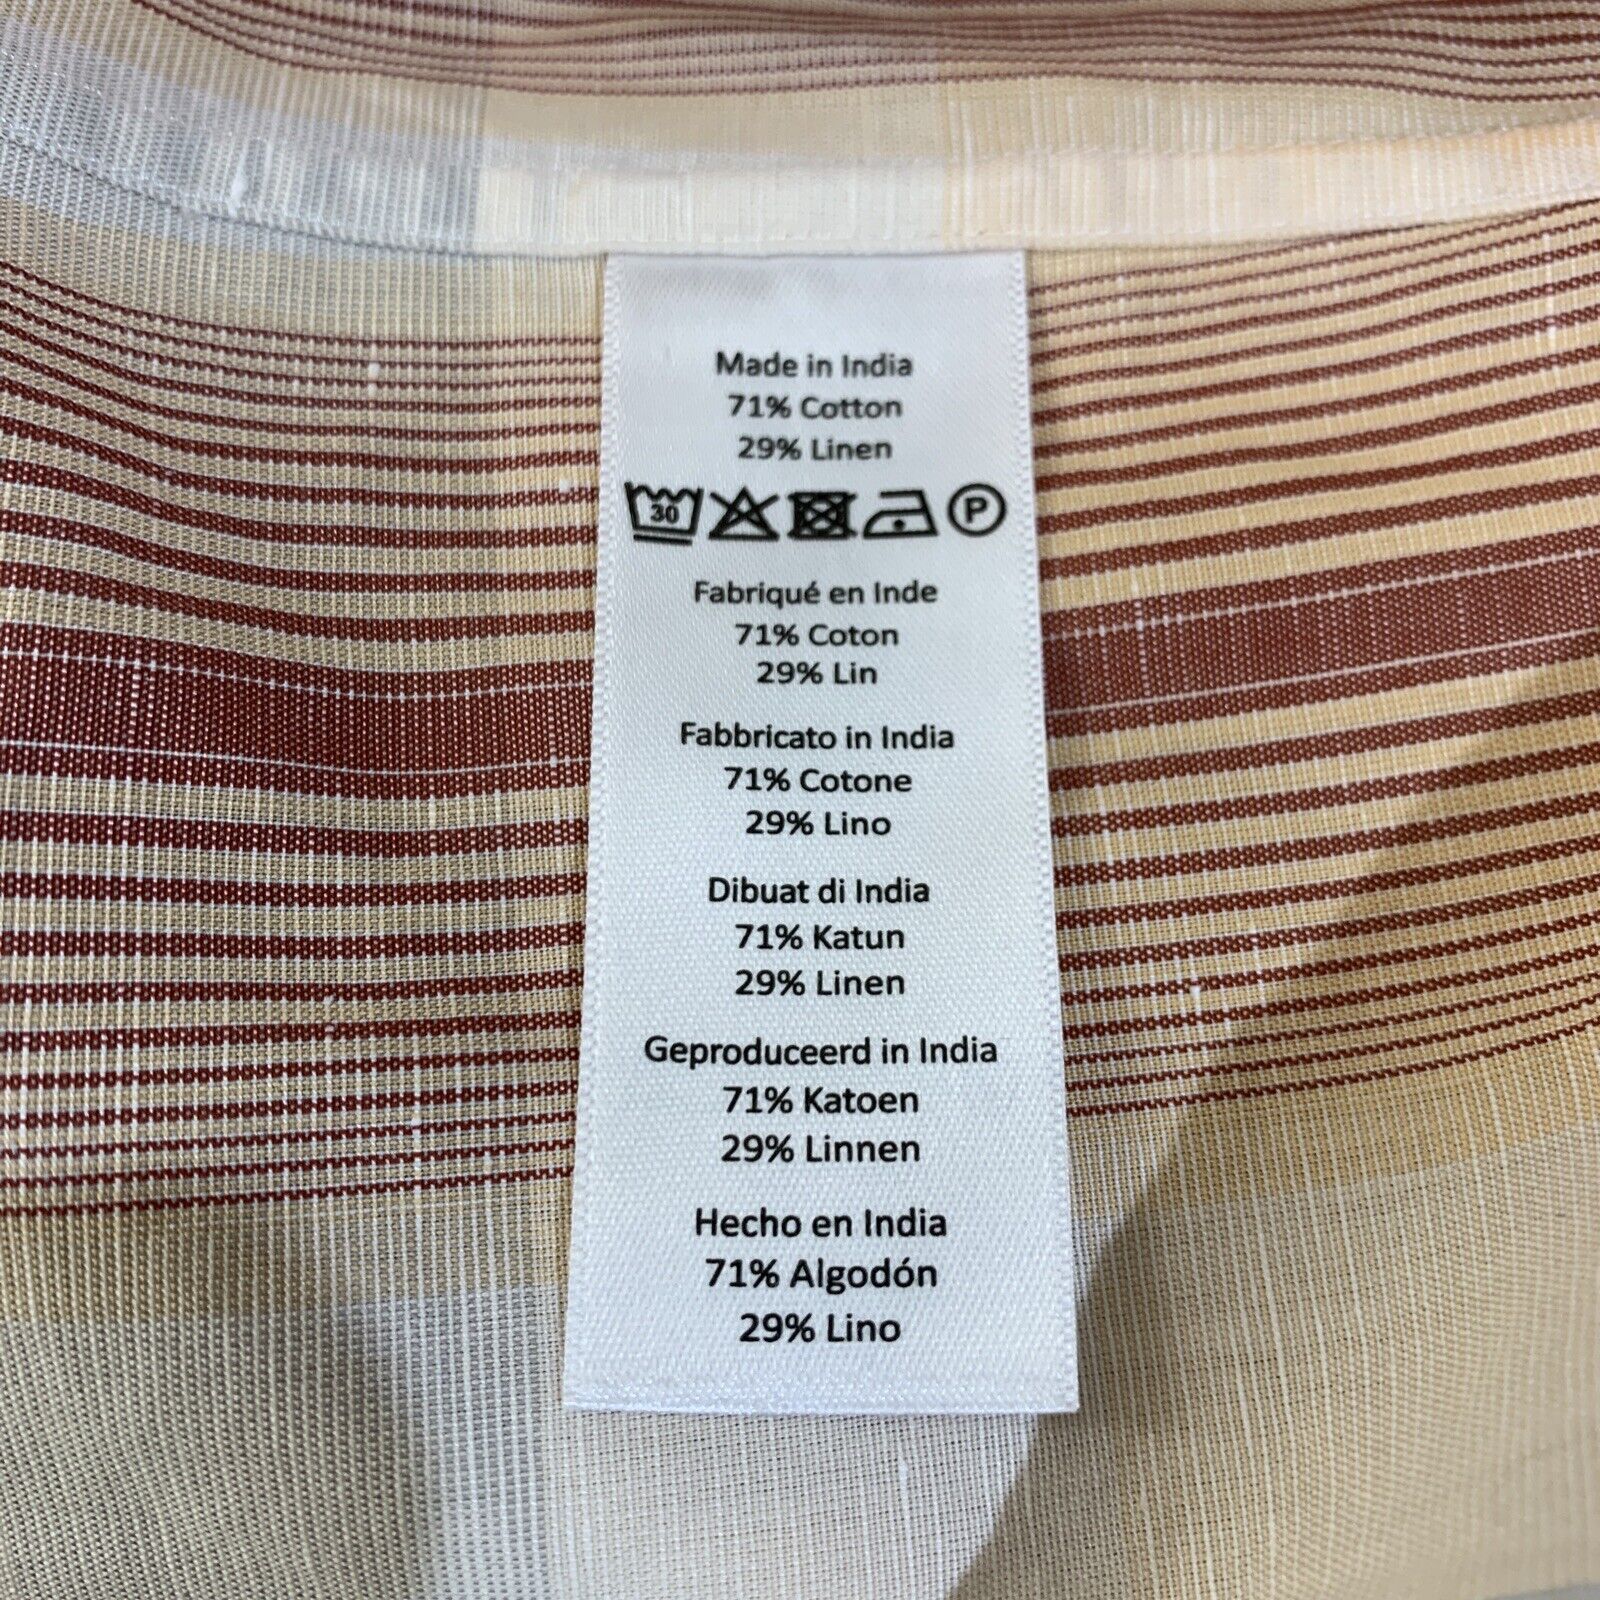 Made in India
71% Cotton
29% Linen
30 P
Fabriqué en Inde
71% Coton
29% Lin
Fabbricato in India
71% Cotone
29% Lino
Dibuat di India
71% Katun
29% Linen
Geproduceerd in India
71% Katoen
29% Linnen
Hecho en India
71% Algodón
29% Lino